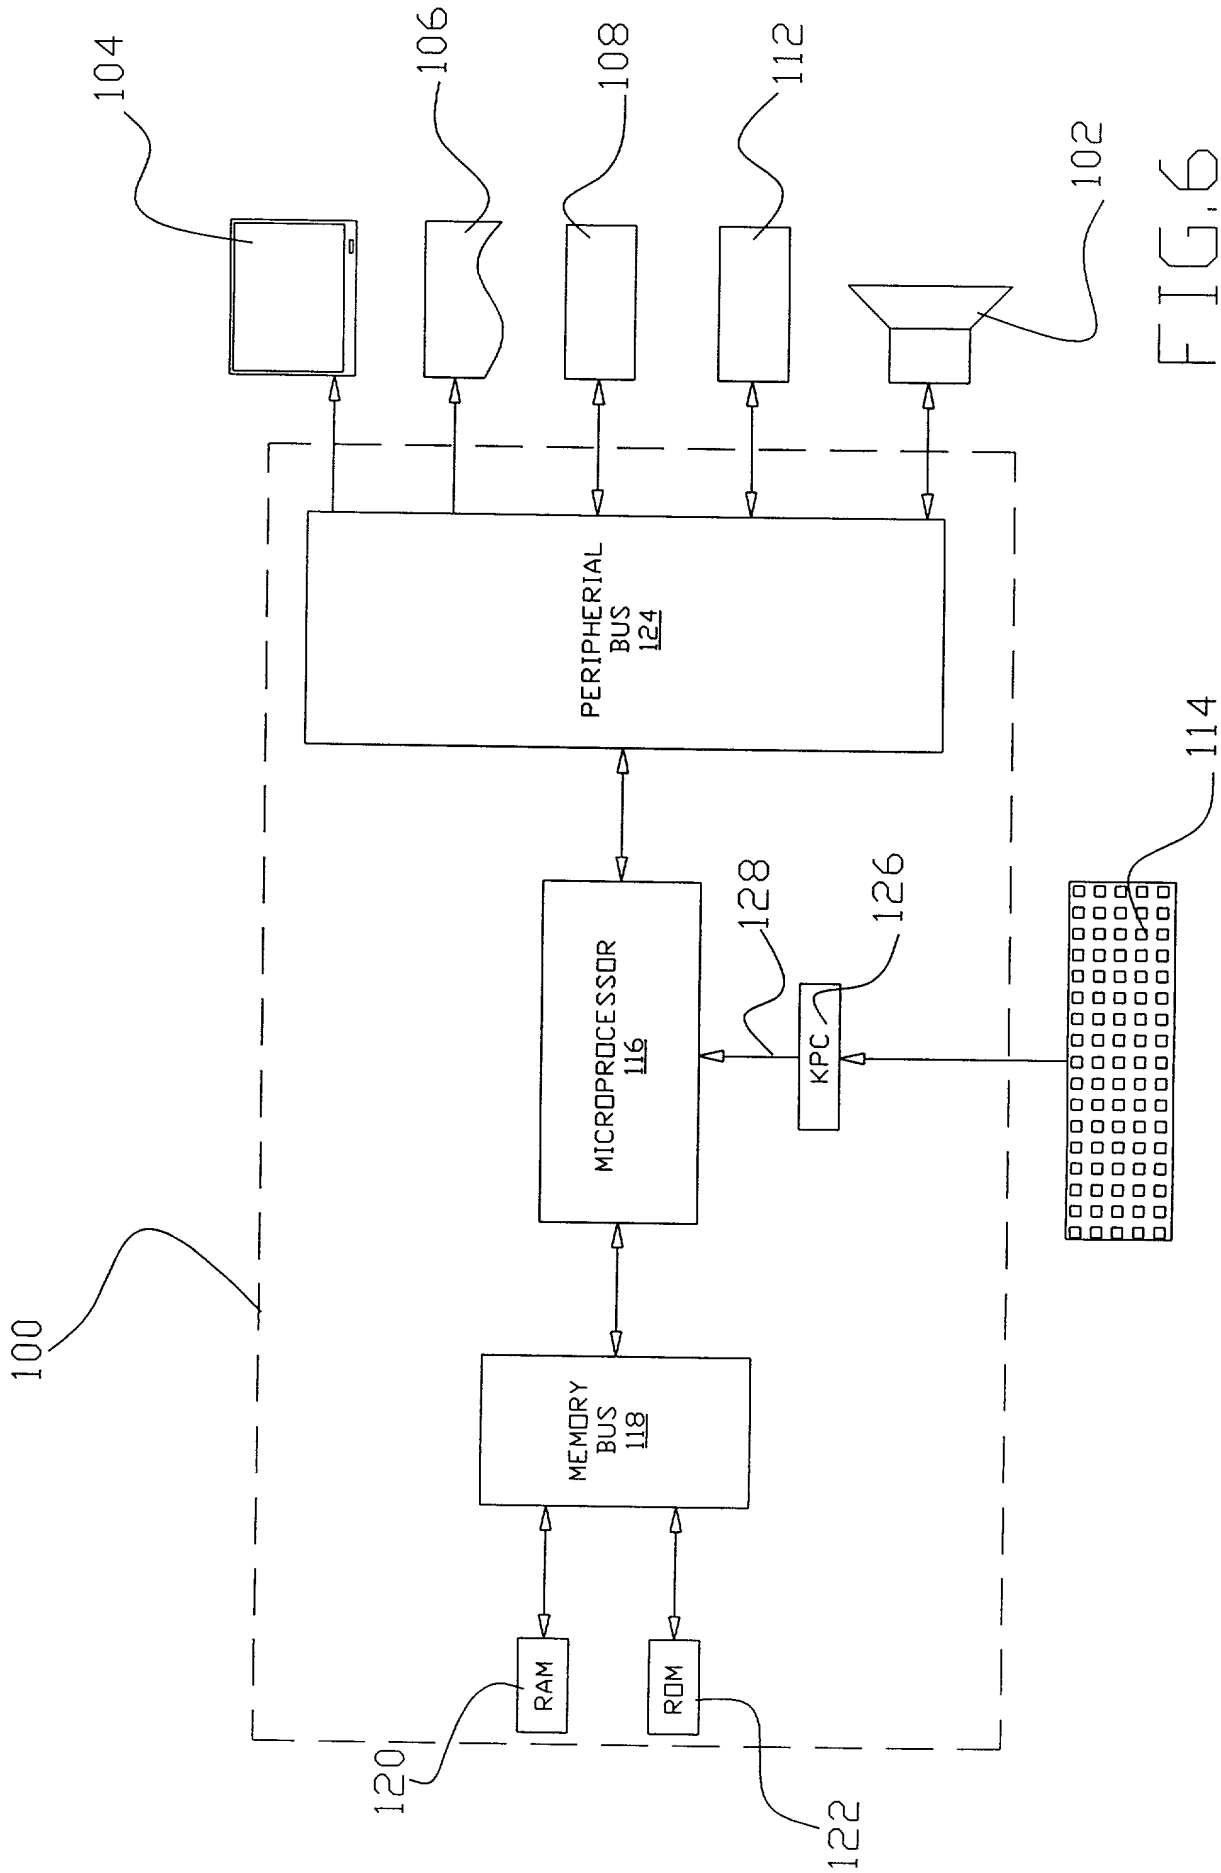 100
104
106
108
112
102
PERIPHERIAL
BUS
124
MICROPROCESSOR
116
128
KPC
126
MEMORY
BUS
118
RAM
120
ROM
122
114
FIG.6